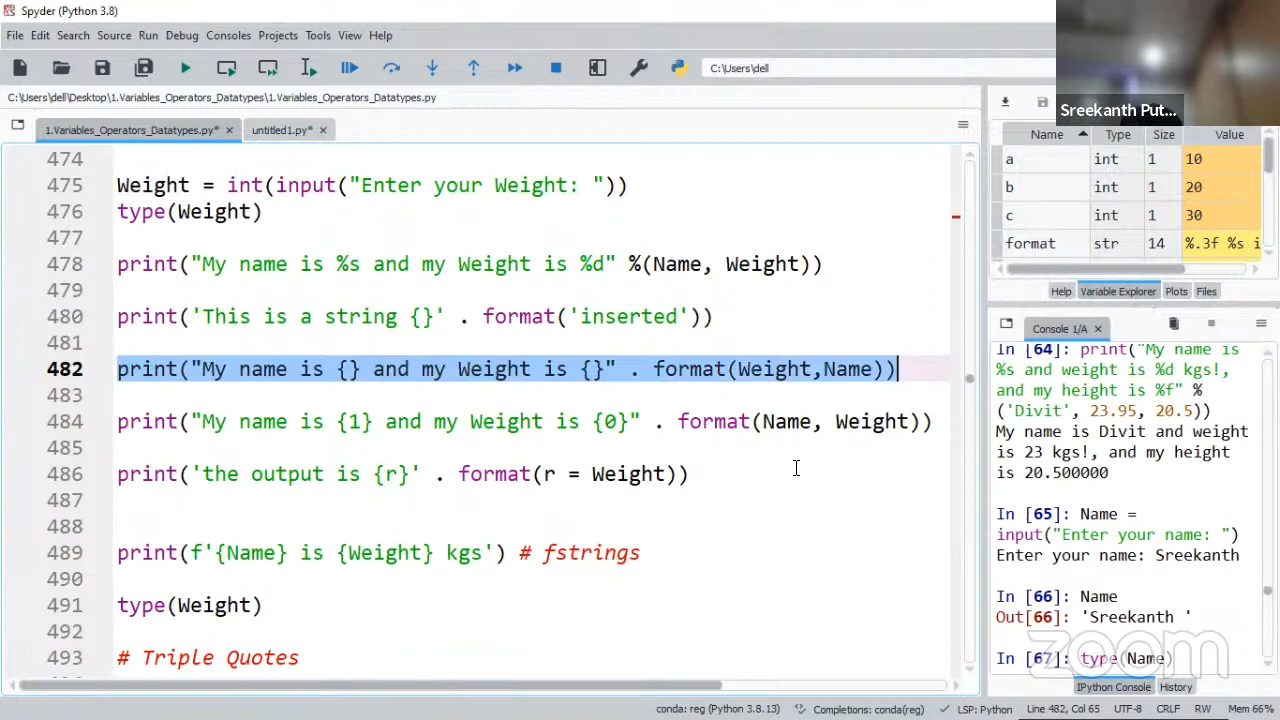 Spyder (Python 3.8)
File Edit Search Source Run Debug Consoles Projects Tools View Help
C:\Users\dell
Sreekanth Put...
C:\Users\dell\Desktop\1.Variables_Operators_Datatypes\1.Variables_Operators_Datatypes.py
1.Variables_Operators_Datatypes.py* untitled1.py*
474
475 Weight = int(input("Enter your Weight: "))
476 type(Weight)
477
478 print("My name is %s and my Weight is %d" %(Name, Weight))
479
480 print('This is a string {}' . format('inserted'))
481
482 print("My name is {} and my Weight is {}" . format(Weight,Name))
483
484 print("My name is {1} and my Weight is {0}" . format(Name, Weight))
485
486 print('the output is {r}' . format(r = Weight))
487
488
489 print(f'{Name} is {Weight} kgs') # fstrings
490
491 type(Weight)
492
493 # Triple Quotes
Name Type Size Value
a int 1 10
b int 1 20
c int 1 30
format str 14 %.3f %s i
Help Variable Explorer Plots Files
Console 1/A
In [64]: print("My name is
%s and weight is %d kgs!,
and my height is %f" %
('Divit', 23.95, 20.5))
My name is Divit and weight
is 23 kgs!, and my height
is 20.500000
In [65]: Name =
input("Enter your name: ")
Enter your name: Sreekanth
In [66]: Name
Out[66]: 'Sreekanth '
In [67]: type(Name)
zoom
IPython Console History
conda: reg (Python 3.8.13) Completions: conda(reg) LSP: Python Line 482, Col 65 UTF-8 CRLF RW Mem 66%